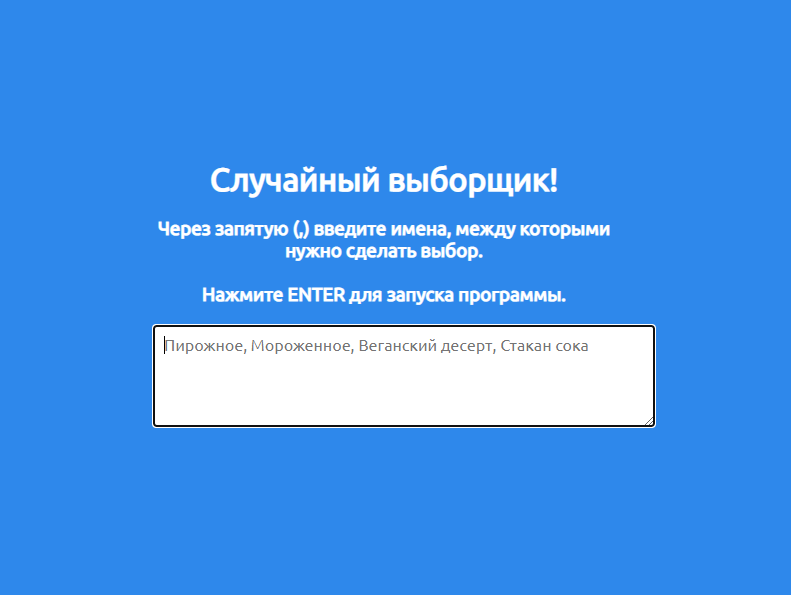 Случайный выборщик!
Через запятую (,) введите имена, между которыми
нужно сделать выбор.
Нажмите ENTER для запуска программы.
Пирожное, Мороженное, Веганский десерт, Стакан сока